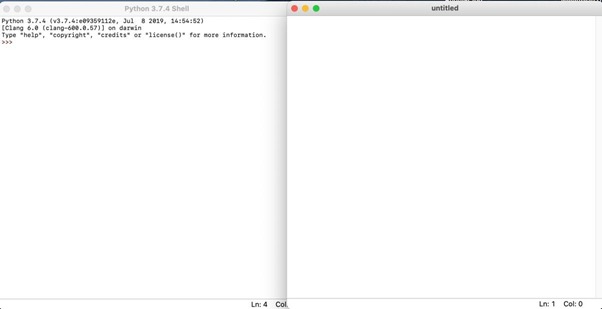 Python 3.7.4 Shell
Python 3.7.4 (v3.7.4:e09359112e, Jul  8 2019, 14:54:52)
[Clang 6.0 (clang-600.0.57)] on darwin
Type "help", "copyright", "credits" or "license()" for more information.
>>>
Ln: 4 Col:
untitled
Ln: 1 Col: 0